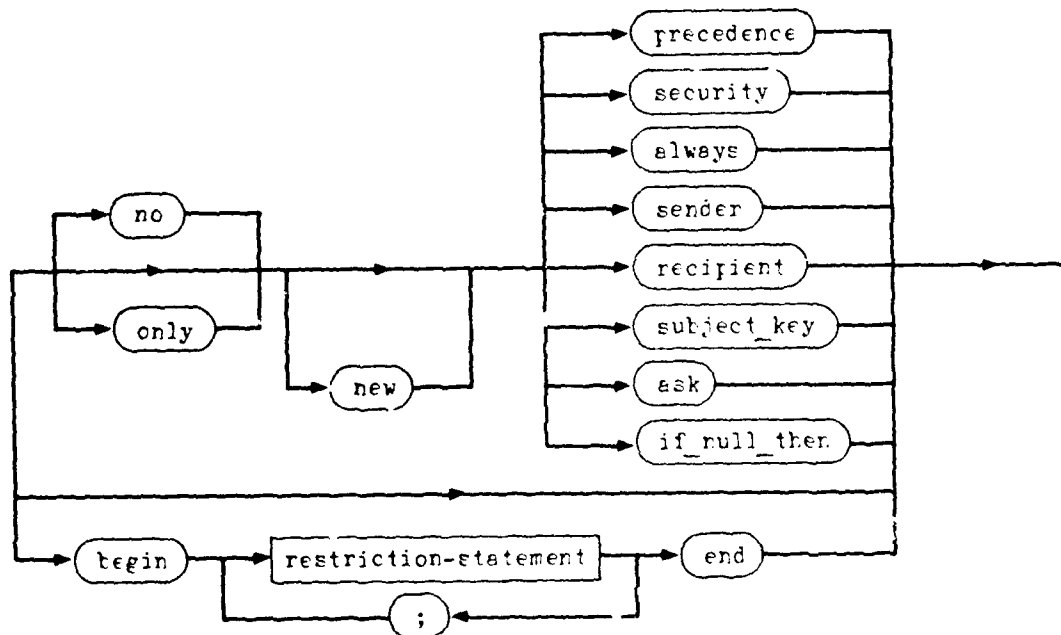 precedence
security
always
no
sender
recipient
only
subject_key
new
ask
if_null_then
begin
restriction-statement
end
;